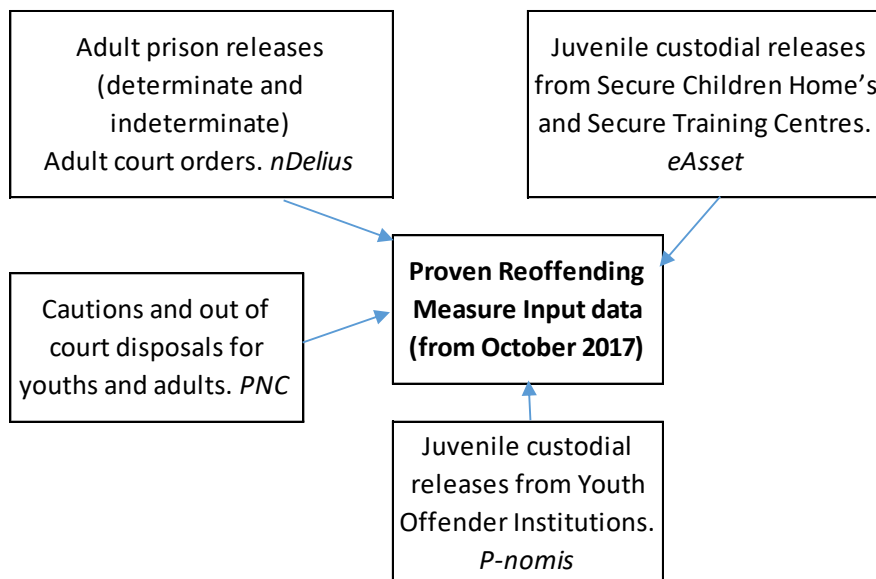 Adult prison releases
(determinate and
indeterminate)
Adult court orders. nDelius
Juvenile custodial releases
from Secure Children Home’s
and Secure Training Centres.
eAsset
Proven Reoffending
Measure Input data
(from October 2017)
Cautions and out of
court disposals for
youths and adults. PNC
Juvenile custodial
releases from Youth
Offender Institutions.
P-nomis